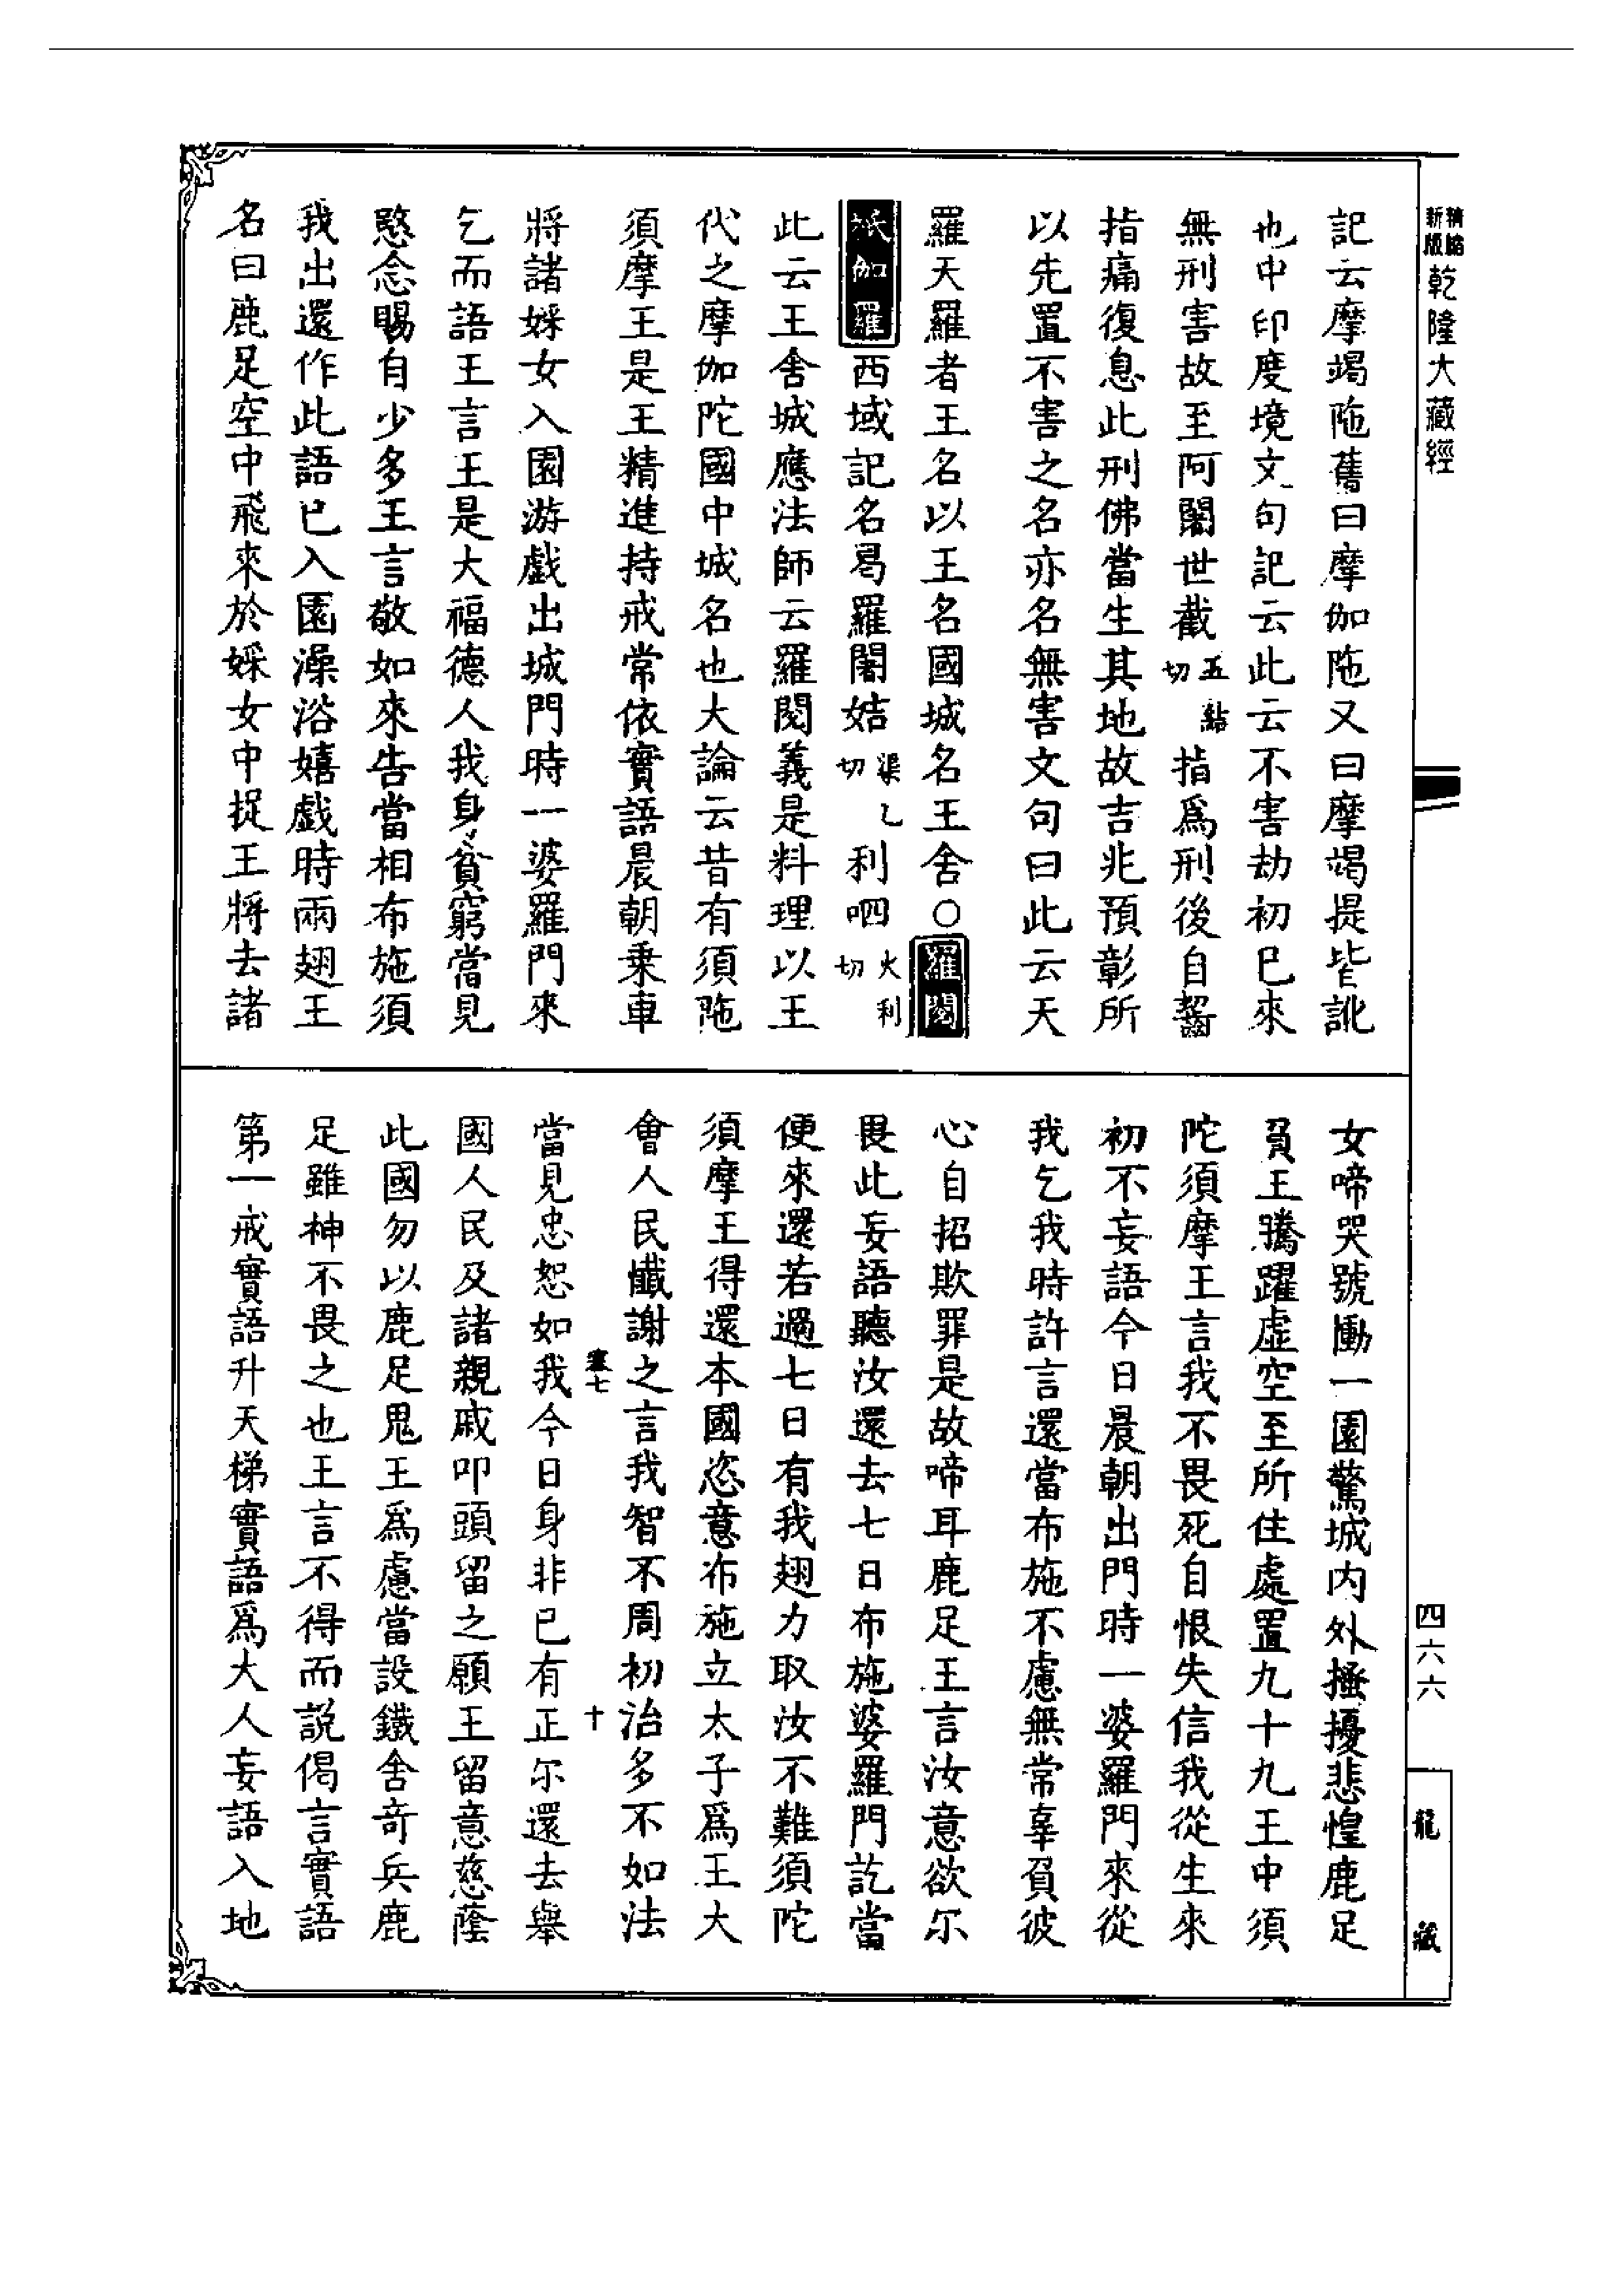 精縮新版乾隆大藏經
四六六
龍藏
記云摩竭陁舊曰摩伽陁又曰摩竭提皆訛
也中印度境文句記云此云不害劫初已來
無刑害故至阿闍世截五結切指爲刑後自齧
指痛復息此刑佛當生其地故吉兆預彰所
以先置不害之名亦名無害文句曰此云天
羅天羅者王名以王名國城名王舍○羅閱
祇伽羅西域記名曷羅闍姞渠乙切利呬火利切
此云王舍城應法師云羅閱義是料理以王
代之摩伽陀國中城名也大論云昔有須陁
須摩王是王精進持戒常依實語晨朝乗車
將諸婇女入園游戲出城門時一婆羅門來
乞而語王言王是大福德人我身貧窮當見
愍念賜自少多王言敬如來告當相布施須
我出還作此語已入園澡浴嬉戲時兩翅王
名曰鹿足空中飛來於婇女中捉王將去諸
女啼哭號慟一園驚城内外搔擾悲惶鹿足
負王騰躍虛空至所住處置九十九王中須
陀須摩王言我不畏死自恨失信我從生來
初不妄語今日晨朝出門時一婆羅門來從
我乞我時許言還當布施不慮無常辜負彼
心自招欺罪是故啼耳鹿足王言汝意欲尔
畏此妄語聽汝還去七日布施婆羅門訖當
便來還若過七日有我翅力取汝不難須陀
須摩王得還本國恣意布施立太子爲王大
會人民懺謝之言我智不周初治多不如法
七 十
當見忠恕如我今日身非已有正尔還去舉
國人民及諸親戚叩頭留之願王留意慈蔭
此國勿以鹿足鬼王爲慮當設鐵舍奇兵鹿
足雖神不畏之也王言不得而說偈言實語
第一戒實語升天梯實語爲大人妄語入地